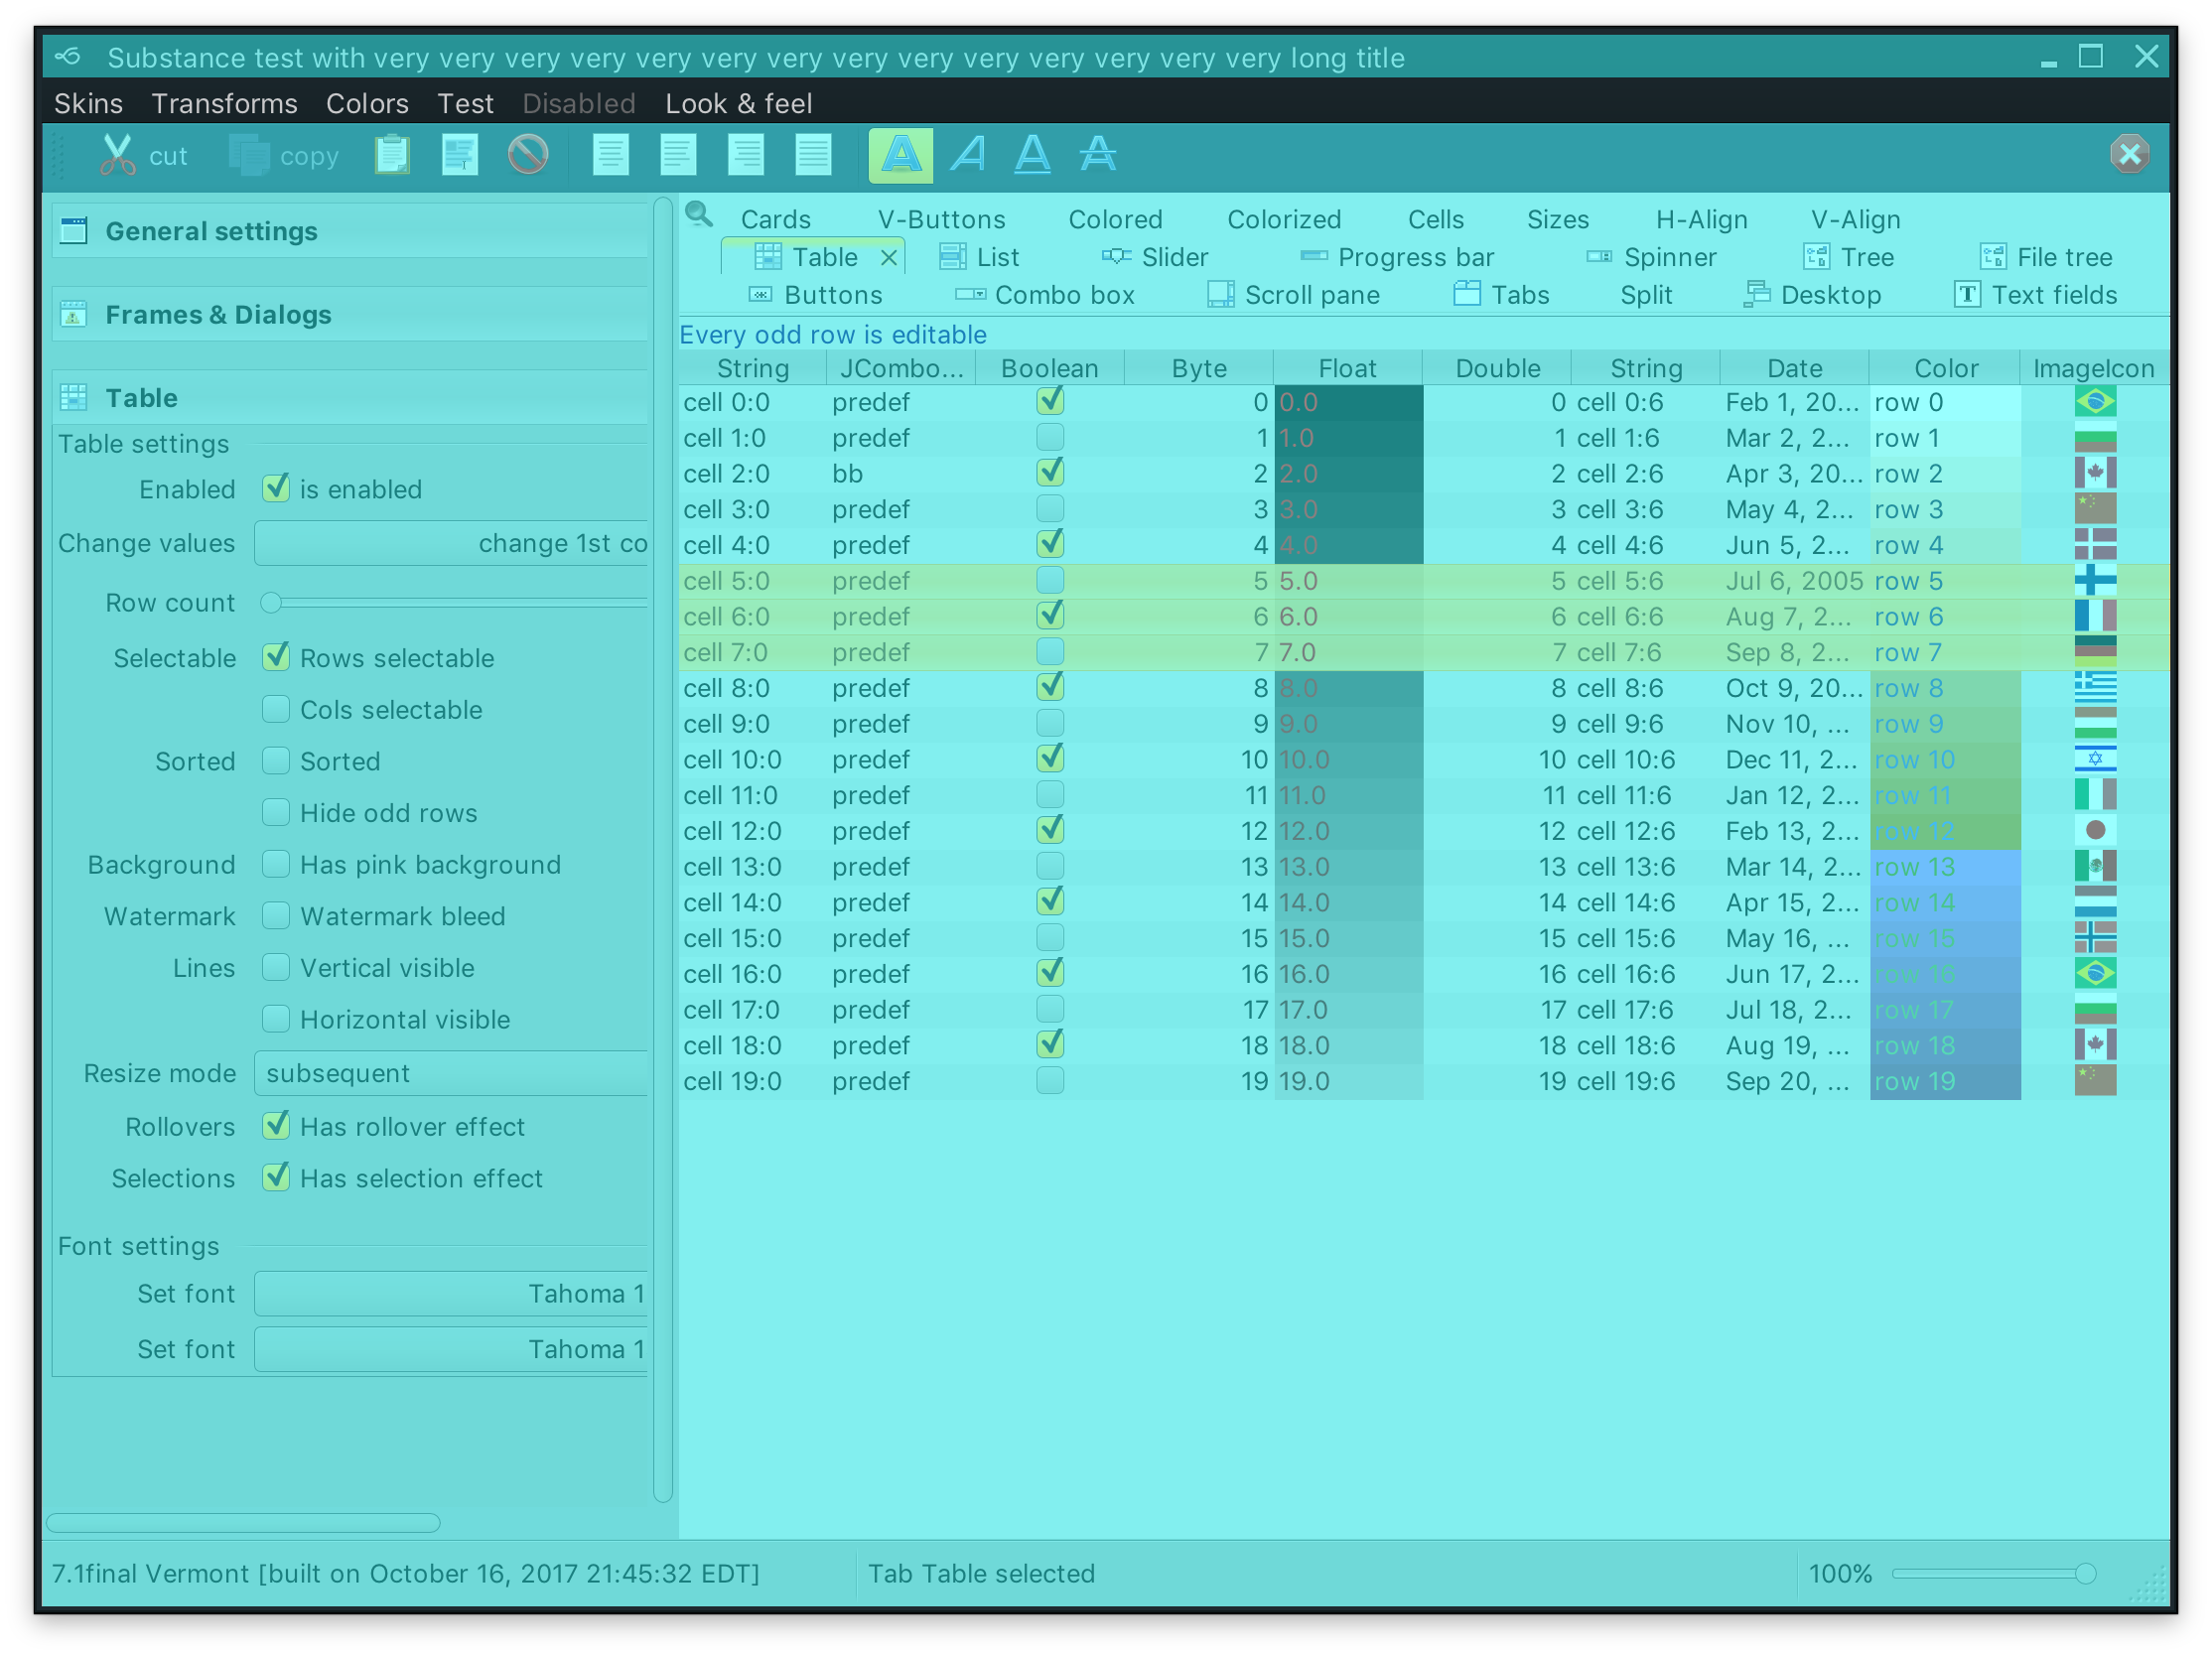 Substance test with very very very very very very very very very very very very very very long title
Skins Transforms Colors Test Disabled Look & feel
cut copy A A A A
General settings
Frames & Dialogs
Table
Table settings
Enabled is enabled
Change values change 1st co
Row count
Selectable Rows selectable
Cols selectable
Sorted Sorted
Hide odd rows
Background Has pink background
Watermark Watermark bleed
Lines Vertical visible
Horizontal visible
Resize mode subsequent
Rollovers Has rollover effect
Selections Has selection effect
Font settings
Set font Tahoma 1
Set font Tahoma 1
Cards V-Buttons Colored Colorized Cells Sizes H-Align V-Align
Table List Slider Progress bar Spinner Tree File tree
Buttons Combo box Scroll pane Tabs Split Desktop Text fields
Every odd row is editable
String JCombo... Boolean Byte Float Double String Date Color ImageIcon
cell 0:0 predef 0 0.0 0 cell 0:6 Feb 1, 20... row 0
cell 1:0 predef 1 1.0 1 cell 1:6 Mar 2, 2... row 1
cell 2:0 bb 2 2.0 2 cell 2:6 Apr 3, 20... row 2
cell 3:0 predef 3 3.0 3 cell 3:6 May 4, 2... row 3
cell 4:0 predef 4 4.0 4 cell 4:6 Jun 5, 2... row 4
cell 5:0 predef 5 5.0 5 cell 5:6 Jul 6, 2005 row 5
cell 6:0 predef 6 6.0 6 cell 6:6 Aug 7, 2... row 6
cell 7:0 predef 7 7.0 7 cell 7:6 Sep 8, 2... row 7
cell 8:0 predef 8 8.0 8 cell 8:6 Oct 9, 20... row 8
cell 9:0 predef 9 9.0 9 cell 9:6 Nov 10, ... row 9
cell 10:0 predef 10 10.0 10 cell 10:6 Dec 11, 2... row 10
cell 11:0 predef 11 11.0 11 cell 11:6 Jan 12, 2... row 11
cell 12:0 predef 12 12.0 12 cell 12:6 Feb 13, 2... row 12
cell 13:0 predef 13 13.0 13 cell 13:6 Mar 14, 2... row 13
cell 14:0 predef 14 14.0 14 cell 14:6 Apr 15, 2... row 14
cell 15:0 predef 15 15.0 15 cell 15:6 May 16, ... row 15
cell 16:0 predef 16 16.0 16 cell 16:6 Jun 17, 2... row 16
cell 17:0 predef 17 17.0 17 cell 17:6 Jul 18, 2... row 17
cell 18:0 predef 18 18.0 18 cell 18:6 Aug 19, ... row 18
cell 19:0 predef 19 19.0 19 cell 19:6 Sep 20, ... row 19
7.1final Vermont [built on October 16, 2017 21:45:32 EDT] Tab Table selected 100%